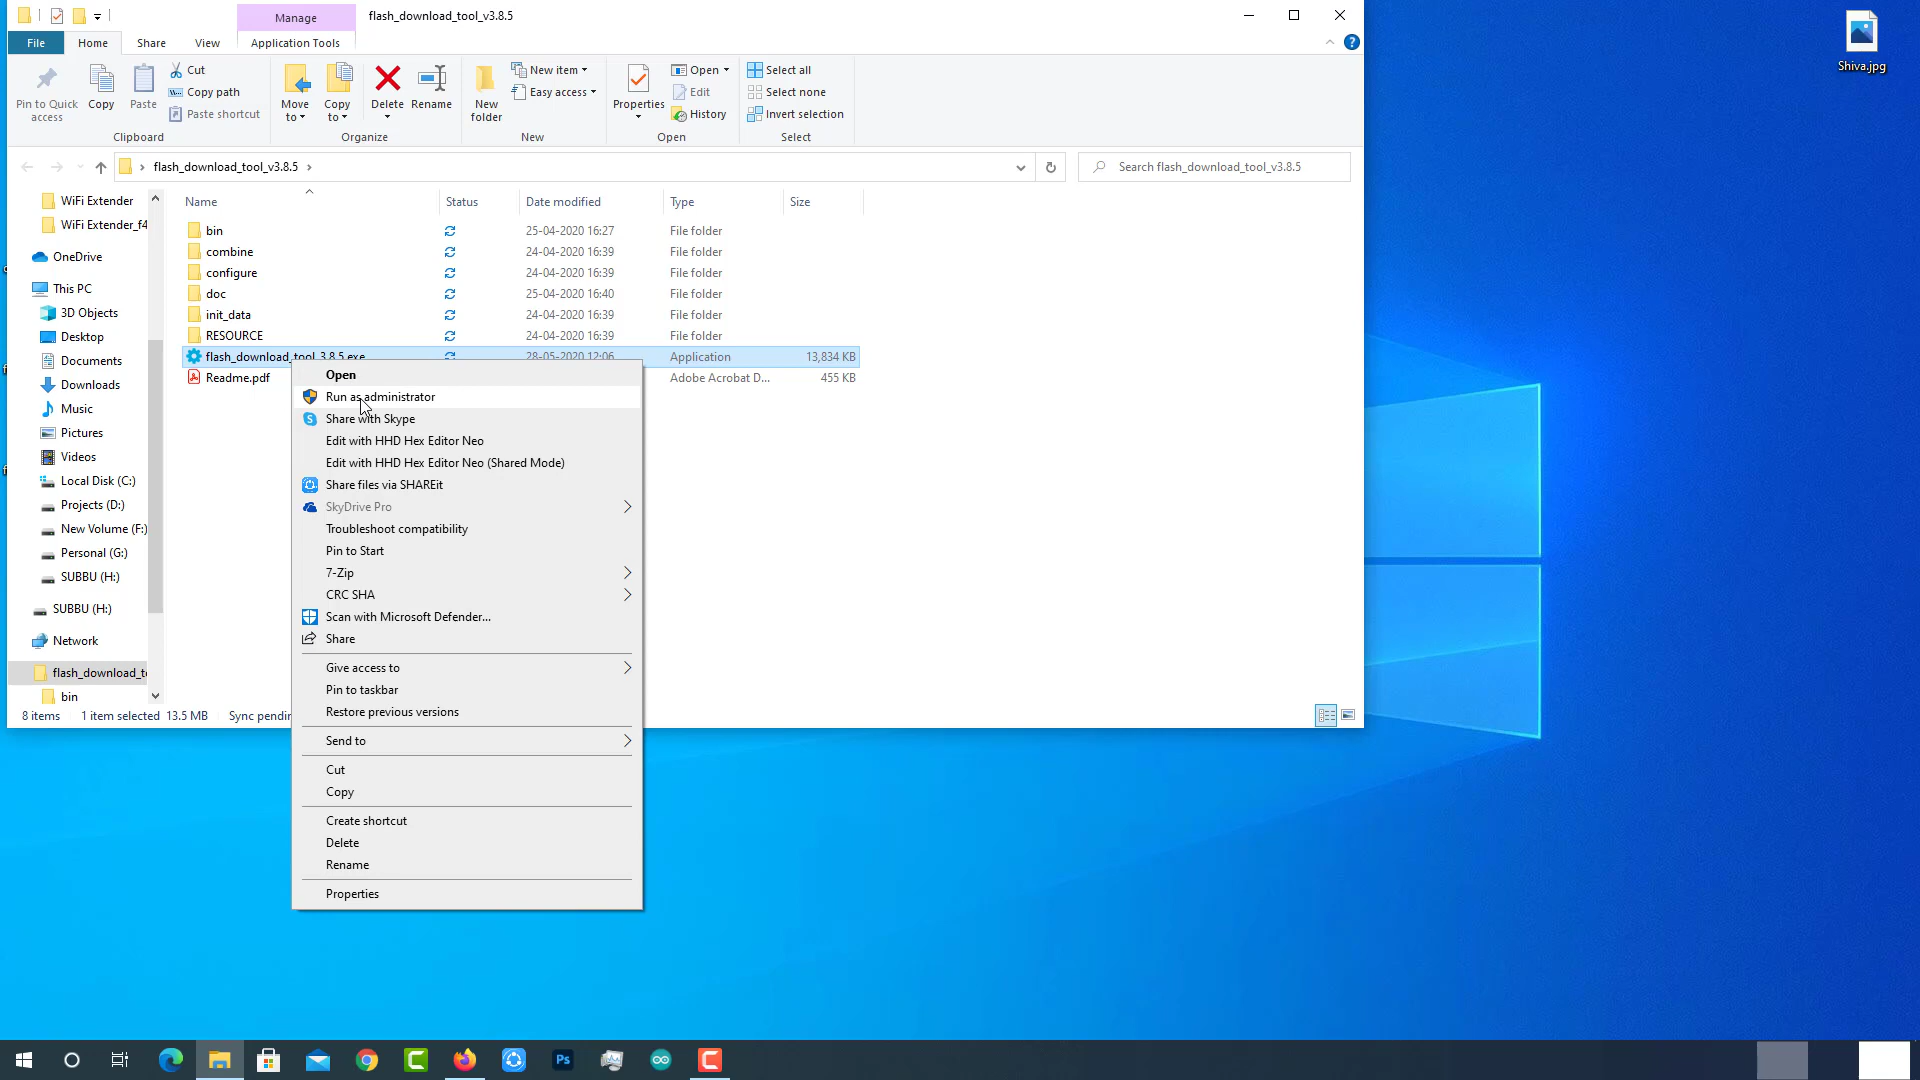 Manage
flash_download_tool_v3.8.5
File
Home
Share
View
Application Tools
Pin to Quick access
Copy
Paste
Cut
Copy path
Paste shortcut
Clipboard
Move to
Copy to
Delete
Rename
Organize
New folder
New item
Easy access
New
Properties
Open
Edit
History
Open
Select all
Select none
Invert selection
Select
flash_download_tool_v3.8.5
Search flash_download_tool_v3.8.5
WiFi Extender
WiFi Extender_f4
OneDrive
This PC
3D Objects
Desktop
Documents
Downloads
Music
Pictures
Videos
Local Disk (C:)
Projects (D:)
New Volume (F:)
Personal (G:)
SUBBU (H:)
SUBBU (H:)
Network
flash_download_t
bin
Name Status Date modified Type Size
bin 25-04-2020 16:27 File folder
combine 24-04-2020 16:39 File folder
configure 24-04-2020 16:39 File folder
doc 25-04-2020 16:40 File folder
init_data 24-04-2020 16:39 File folder
RESOURCE 24-04-2020 16:39 File folder
flash_download_tool_3.8.5.exe 28-05-2020 12:06 Application 13,834 KB
Readme.pdf Adobe Acrobat D... 455 KB
Open
Run as administrator
Share with Skype
Edit with HHD Hex Editor Neo
Edit with HHD Hex Editor Neo (Shared Mode)
Share files via SHAREit
SkyDrive Pro
Troubleshoot compatibility
Pin to Start
7-Zip
CRC SHA
Scan with Microsoft Defender...
Share
Give access to
Pin to taskbar
Restore previous versions
Send to
Cut
Copy
Create shortcut
Delete
Rename
Properties
8 items 1 item selected 13.5 MB Sync pendin
Shiva.jpg
Ps